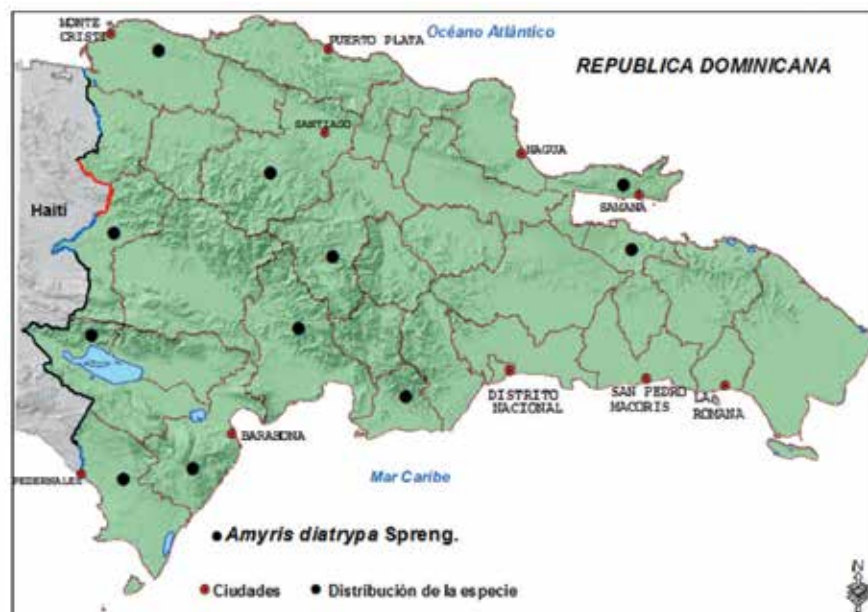 MONTE
CRISTI
PUERTO PLATA
Océano Atlántico
REPUBLICA DOMINICANA
SANTIAGO
NAGUA
SAMANA
Haití
DISTRITO
NACIONAL
SAN PEDRO
MACORIS
LA
ROMANA
BARAHONA
PEDERNALES
Mar Caribe
Amyris diatrypa Spreng.
Ciudades
Distribución de la especie
N